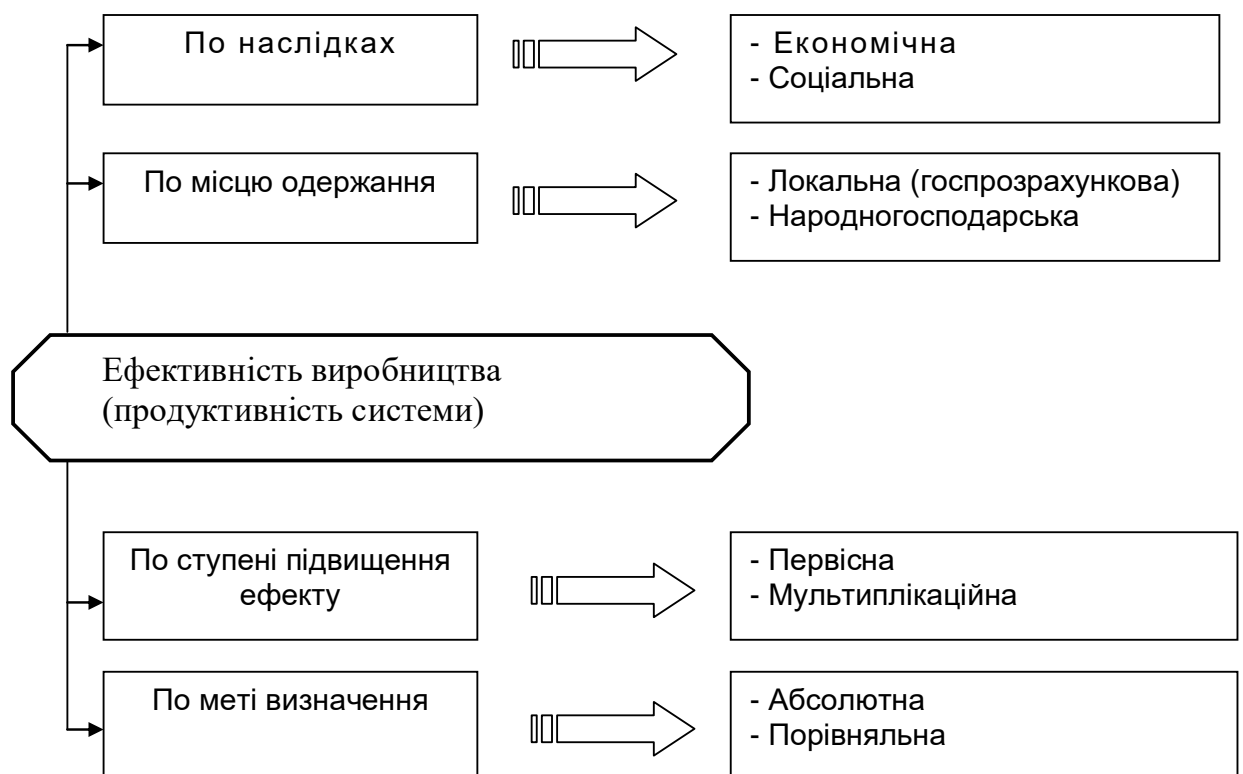 По наслідках
- Економічна
- Соціальна
По місцю одержання
- Локальна (госпрозрахункова)
- Народногосподарська
Ефективність виробництва
(продуктивність системи)
По ступені підвищення
ефекту
- Первісна
- Мультиплікаційна
По меті визначення
- Абсолютна
- Порівняльна